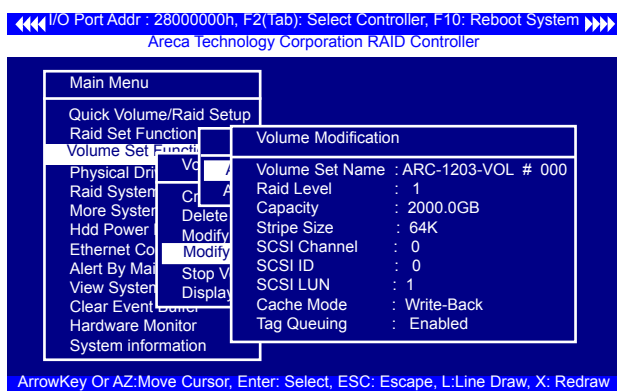 I/O Port Addr : 28000000h, F2(Tab): Select Controller, F10: Reboot System
Areca Technology Corporation RAID Controller
Main Menu
Quick Volume/Raid Setup
Raid Set Function
Volume Set Functi
Physical Dri
Raid System
More System
Hdd Power
Ethernet Co
Alert By Mai
View System
Clear Event Buffer
Hardware Monitor
System information
Vo
Cr
Delete
Modify
Modify
Stop V
Display
A
A
Volume Modification
Volume Set Name : ARC-1203-VOL # 000
Raid Level : 1
Capacity : 2000.0GB
Stripe Size : 64K
SCSI Channel : 0
SCSI ID : 0
SCSI LUN : 1
Cache Mode : Write-Back
Tag Queuing : Enabled
ArrowKey Or AZ:Move Cursor, Enter: Select, ESC: Escape, L:Line Draw, X: Redraw